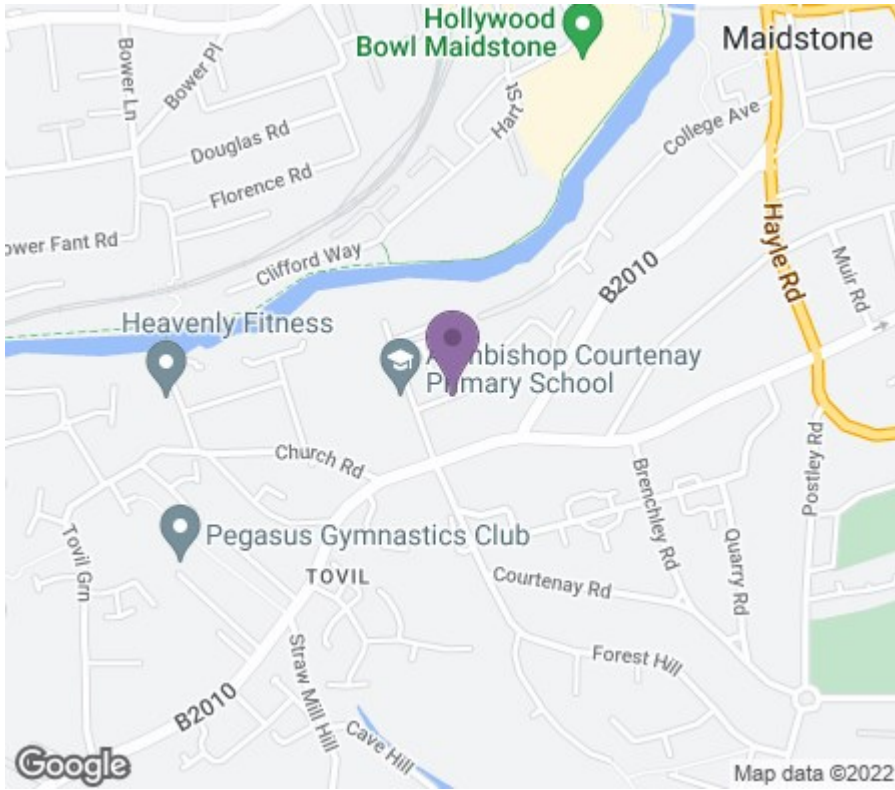 Hollywood
Bowl Maidstone
Maidstone
Bower Ln
Bower Pl
Hart St
College Ave
Douglas Rd
Florence Rd
ower Fant Rd
Clifford Way
B2010
Hayle Rd
Muir Rd
Heavenly Fitness
Courtenay
Primary School
Church Rd
Brenchley Rd
Postley Rd
Quarry Rd
Tovil Grn
Pegasus Gymnastics Club
TOVIL
Courtenay Rd
Forest Hill
Straw Mill Hill
B2010
Cave Hill
Google
Map data ©2022